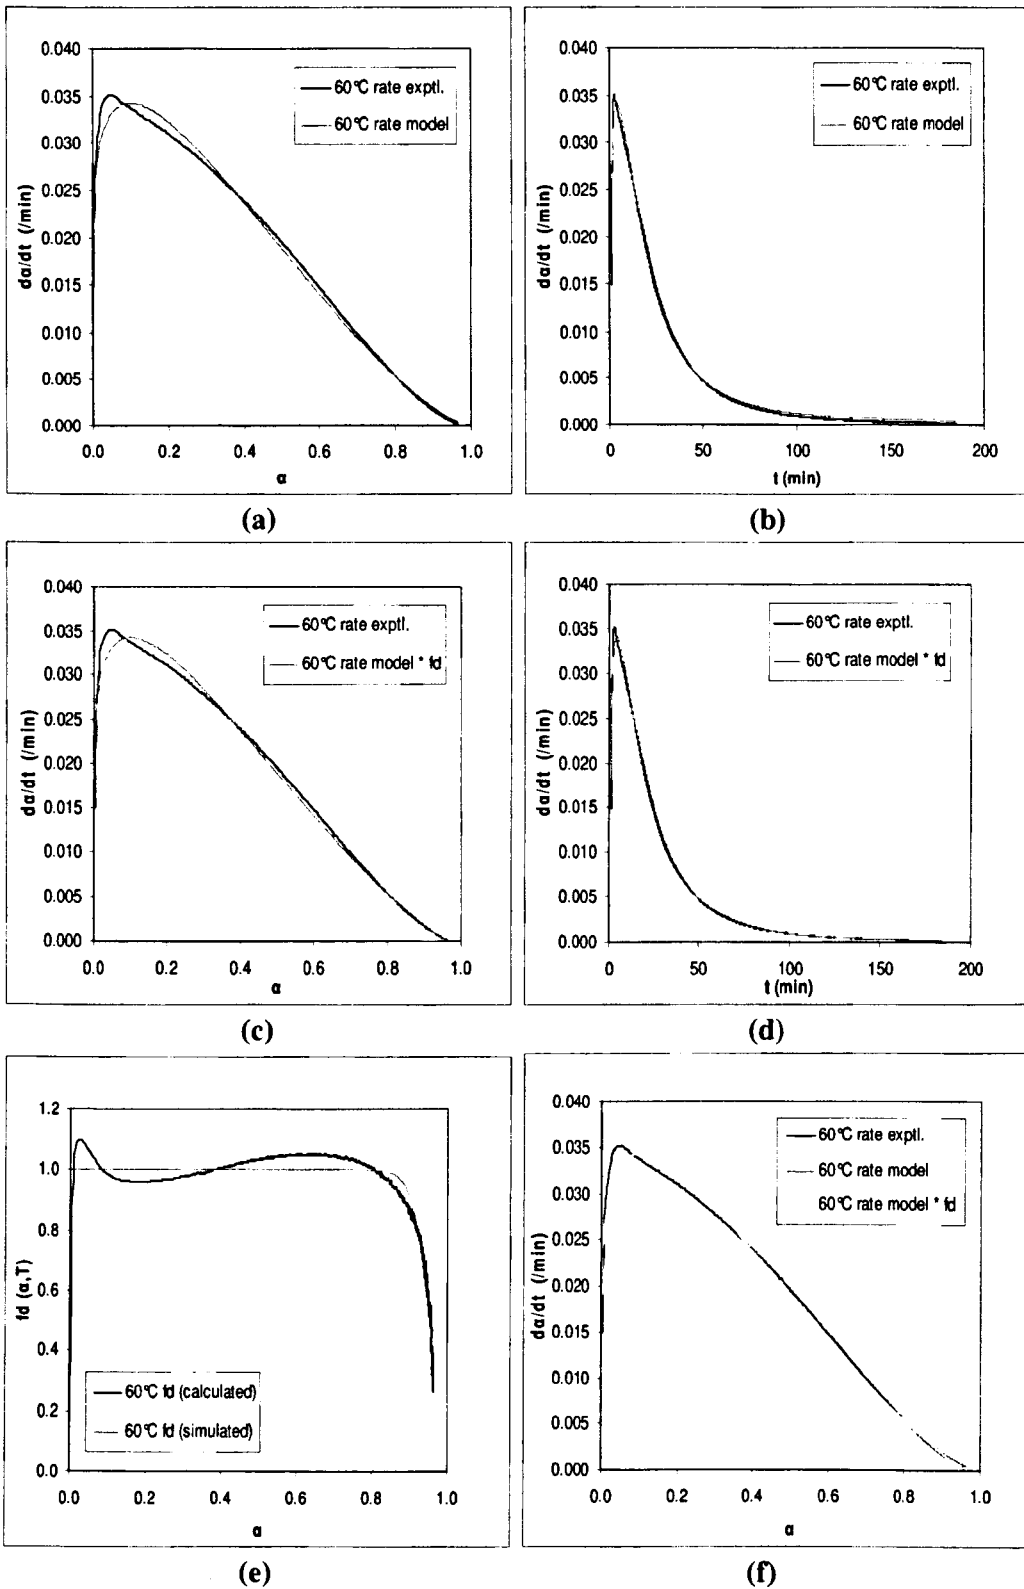 0.040
0.035
0.030
0.025
0.020
0.015
0.010
0.005
0.000
dα/dt (/min)
60°C rate exptl.
60°C rate model
0.0 0.2 0.4 0.6 0.8 1.0
α
(a)
0.040
0.035
0.030
0.025
0.020
0.015
0.010
0.005
0.000
dα/dt (/min)
60°C rate exptl.
60°C rate model
0 50 100 150 200
t (min)
(b)
0.040
0.035
0.030
0.025
0.020
0.015
0.010
0.005
0.000
dα/dt (/min)
60°C rate exptl.
60°C rate model * fd
0.0 0.2 0.4 0.6 0.8 1.0
α
(c)
0.040
0.035
0.030
0.025
0.020
0.015
0.010
0.005
0.000
dα/dt (/min)
60°C rate exptl.
60°C rate model * fd
0 50 100 150 200
t (min)
(d)
1.2
1.0
0.8
0.6
0.4
0.2
0.0
fd (α,T)
60°C fd (calculated)
60°C fd (simulated)
0.0 0.2 0.4 0.6 0.8 1.0
α
(e)
0.040
0.035
0.030
0.025
0.020
0.015
0.010
0.005
0.000
dα/dt (/min)
60°C rate exptl.
60°C rate model
60°C rate model * fd
0.0 0.2 0.4 0.6 0.8 1.0
α
(f)